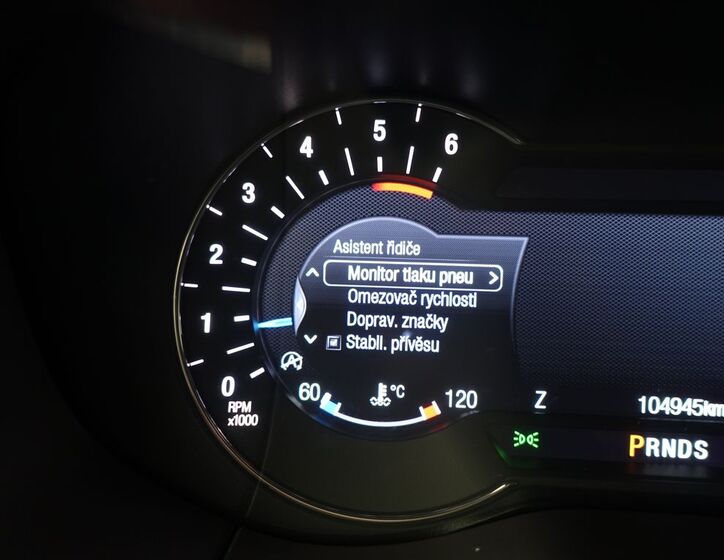 6
5
4
3
2
1
0
RPM
x1000
Asistent řidiče
Monitor tlaku pneu
Omezovač rychlosti
Doprav. značky
Stabil. přívěsu
60 °C 120
Z
104945km
PRNDS